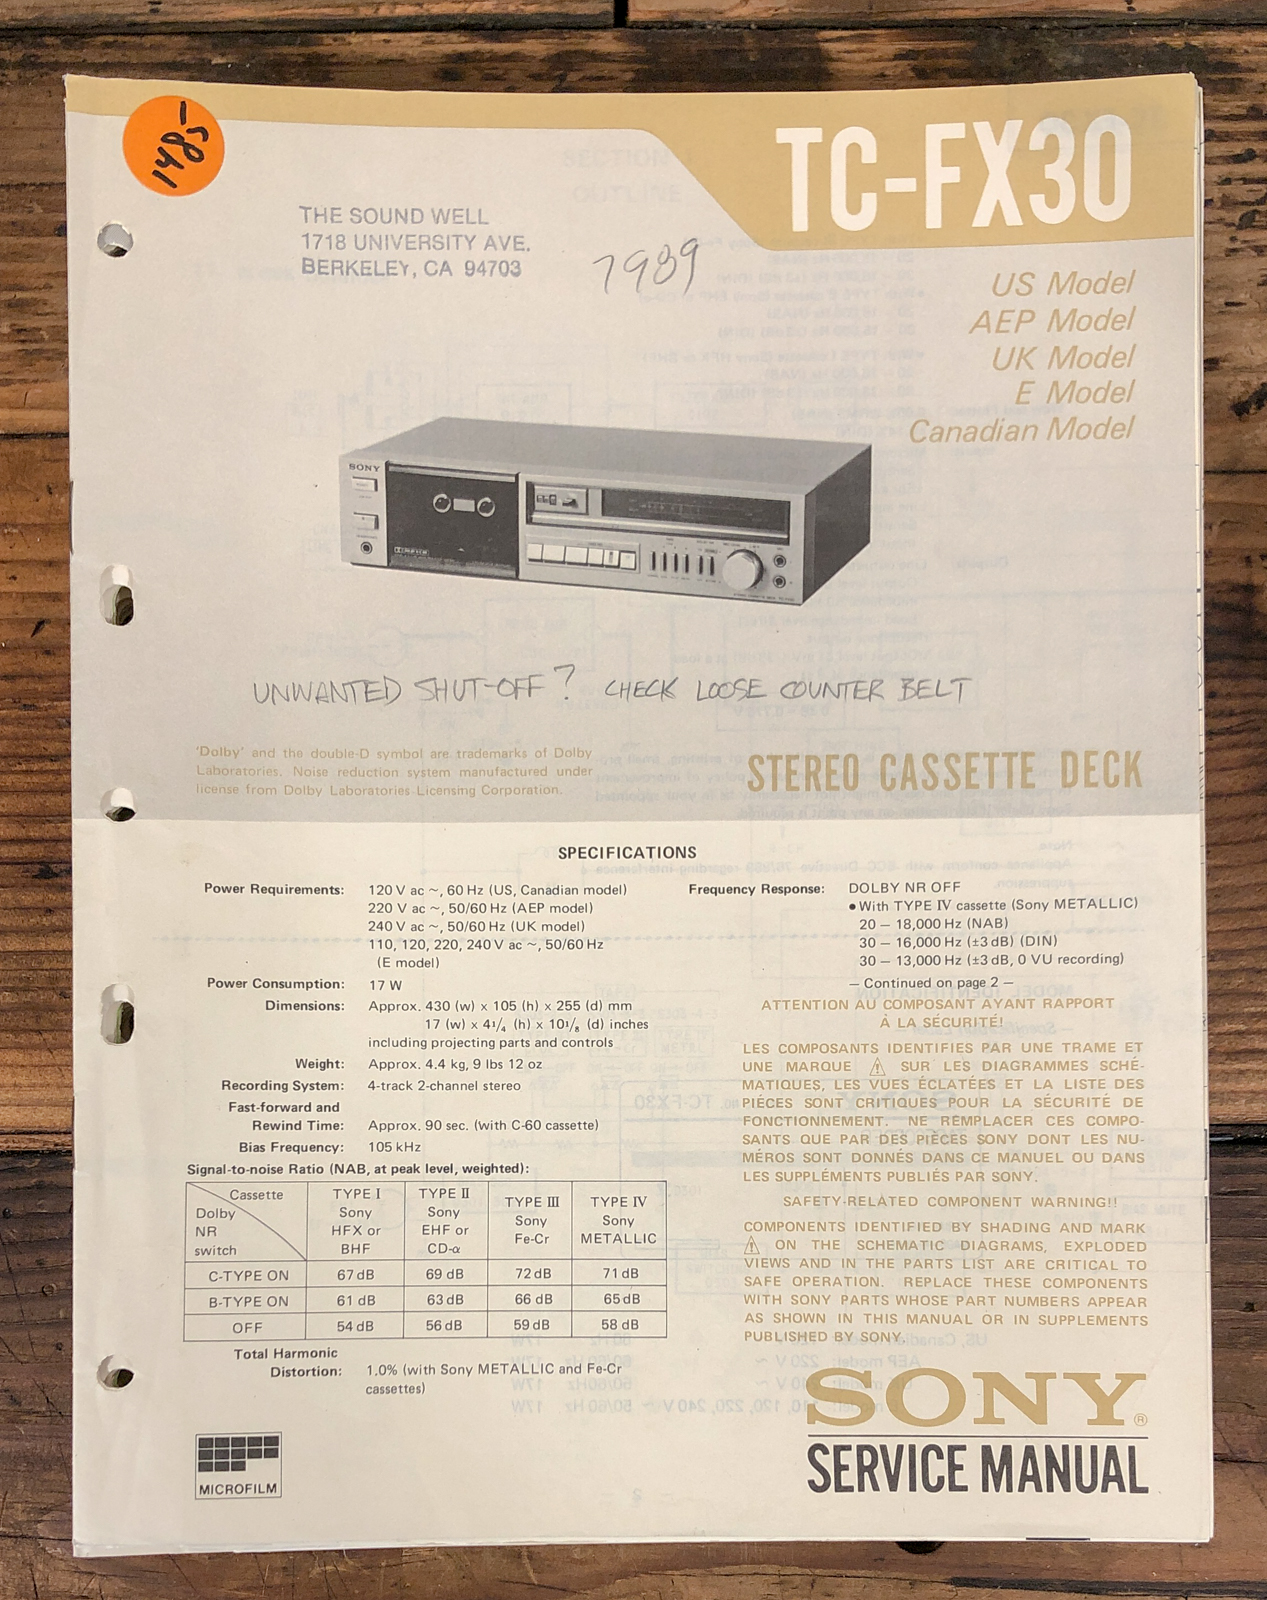 1485-
TC-FX30
THE SOUND WELL
1718 UNIVERSITY AVE.
BERKELEY, CA 94703
7989
US Model
AEP Model
UK Model
E Model
Canadian Model
SONY
UNWANTED SHUT-OFF? CHECK LOOSE COUNTER BELT
'Dolby' and the double-D symbol are trademarks of Dolby
Laboratories. Noise reduction system manufactured under
license from Dolby Laboratories Licensing Corporation.
STEREO CASSETTE DECK
SPECIFICATIONS
Power Requirements: 120 V ac ~, 60 Hz (US, Canadian model)
220 V ac ~, 50/60 Hz (AEP model)
240 V ac ~, 50/60 Hz (UK model)
110, 120, 220, 240 V ac ~, 50/60 Hz
(E model)
Power Consumption: 17 W
Dimensions: Approx. 430 (w) x 105 (h) x 255 (d) mm
17 (w) x 4 1/4 (h) x 10 1/8 (d) inches
including projecting parts and controls
Weight: Approx. 4.4 kg, 9 lbs 12 oz
Recording System: 4-track 2-channel stereo
Fast-forward and
Rewind Time: Approx. 90 sec. (with C-60 cassette)
Bias Frequency: 105 kHz
Signal-to-noise Ratio (NAB, at peak level, weighted):
Cassette
Dolby
NR
switch
TYPE I
Sony
HFX or
BHF
TYPE II
Sony
EHF or
CD-α
TYPE III
Sony
Fe-Cr
TYPE IV
Sony
METALLIC
C-TYPE ON 67 dB 69 dB 72 dB 71 dB
B-TYPE ON 61 dB 63 dB 66 dB 65 dB
OFF 54 dB 56 dB 59 dB 58 dB
Total Harmonic
Distortion: 1.0% (with Sony METALLIC and Fe-Cr
cassettes)
MICROFILM
Frequency Response: DOLBY NR OFF
• With TYPE IV cassette (Sony METALLIC)
20 – 18,000 Hz (NAB)
30 – 16,000 Hz (±3 dB) (DIN)
30 – 13,000 Hz (±3 dB, 0 VU recording)
– Continued on page 2 –
ATTENTION AU COMPOSANT AYANT RAPPORT
À LA SÉCURITÉ!
LES COMPOSANTS IDENTIFIÉS PAR UNE TRAME ET
UNE MARQUE ⚠ SUR LES DIAGRAMMES SCHÉ-
MATIQUES, LES VUES ÉCLATÉES ET LA LISTE DES
PIÈCES SONT CRITIQUES POUR LA SÉCURITÉ DE
FONCTIONNEMENT. NE REMPLACER CES COMPO-
SANTS QUE PAR DES PIÈCES SONY DONT LES NU-
MÉROS SONT DONNÉS DANS CE MANUEL OU DANS
LES SUPPLÉMENTS PUBLIÉS PAR SONY.
SAFETY-RELATED COMPONENT WARNING!!
COMPONENTS IDENTIFIED BY SHADING AND MARK
⚠ ON THE SCHEMATIC DIAGRAMS, EXPLODED
VIEWS AND IN THE PARTS LIST ARE CRITICAL TO
SAFE OPERATION. REPLACE THESE COMPONENTS
WITH SONY PARTS WHOSE PART NUMBERS APPEAR
AS SHOWN IN THIS MANUAL OR IN SUPPLEMENTS
PUBLISHED BY SONY.
SONY®
SERVICE MANUAL